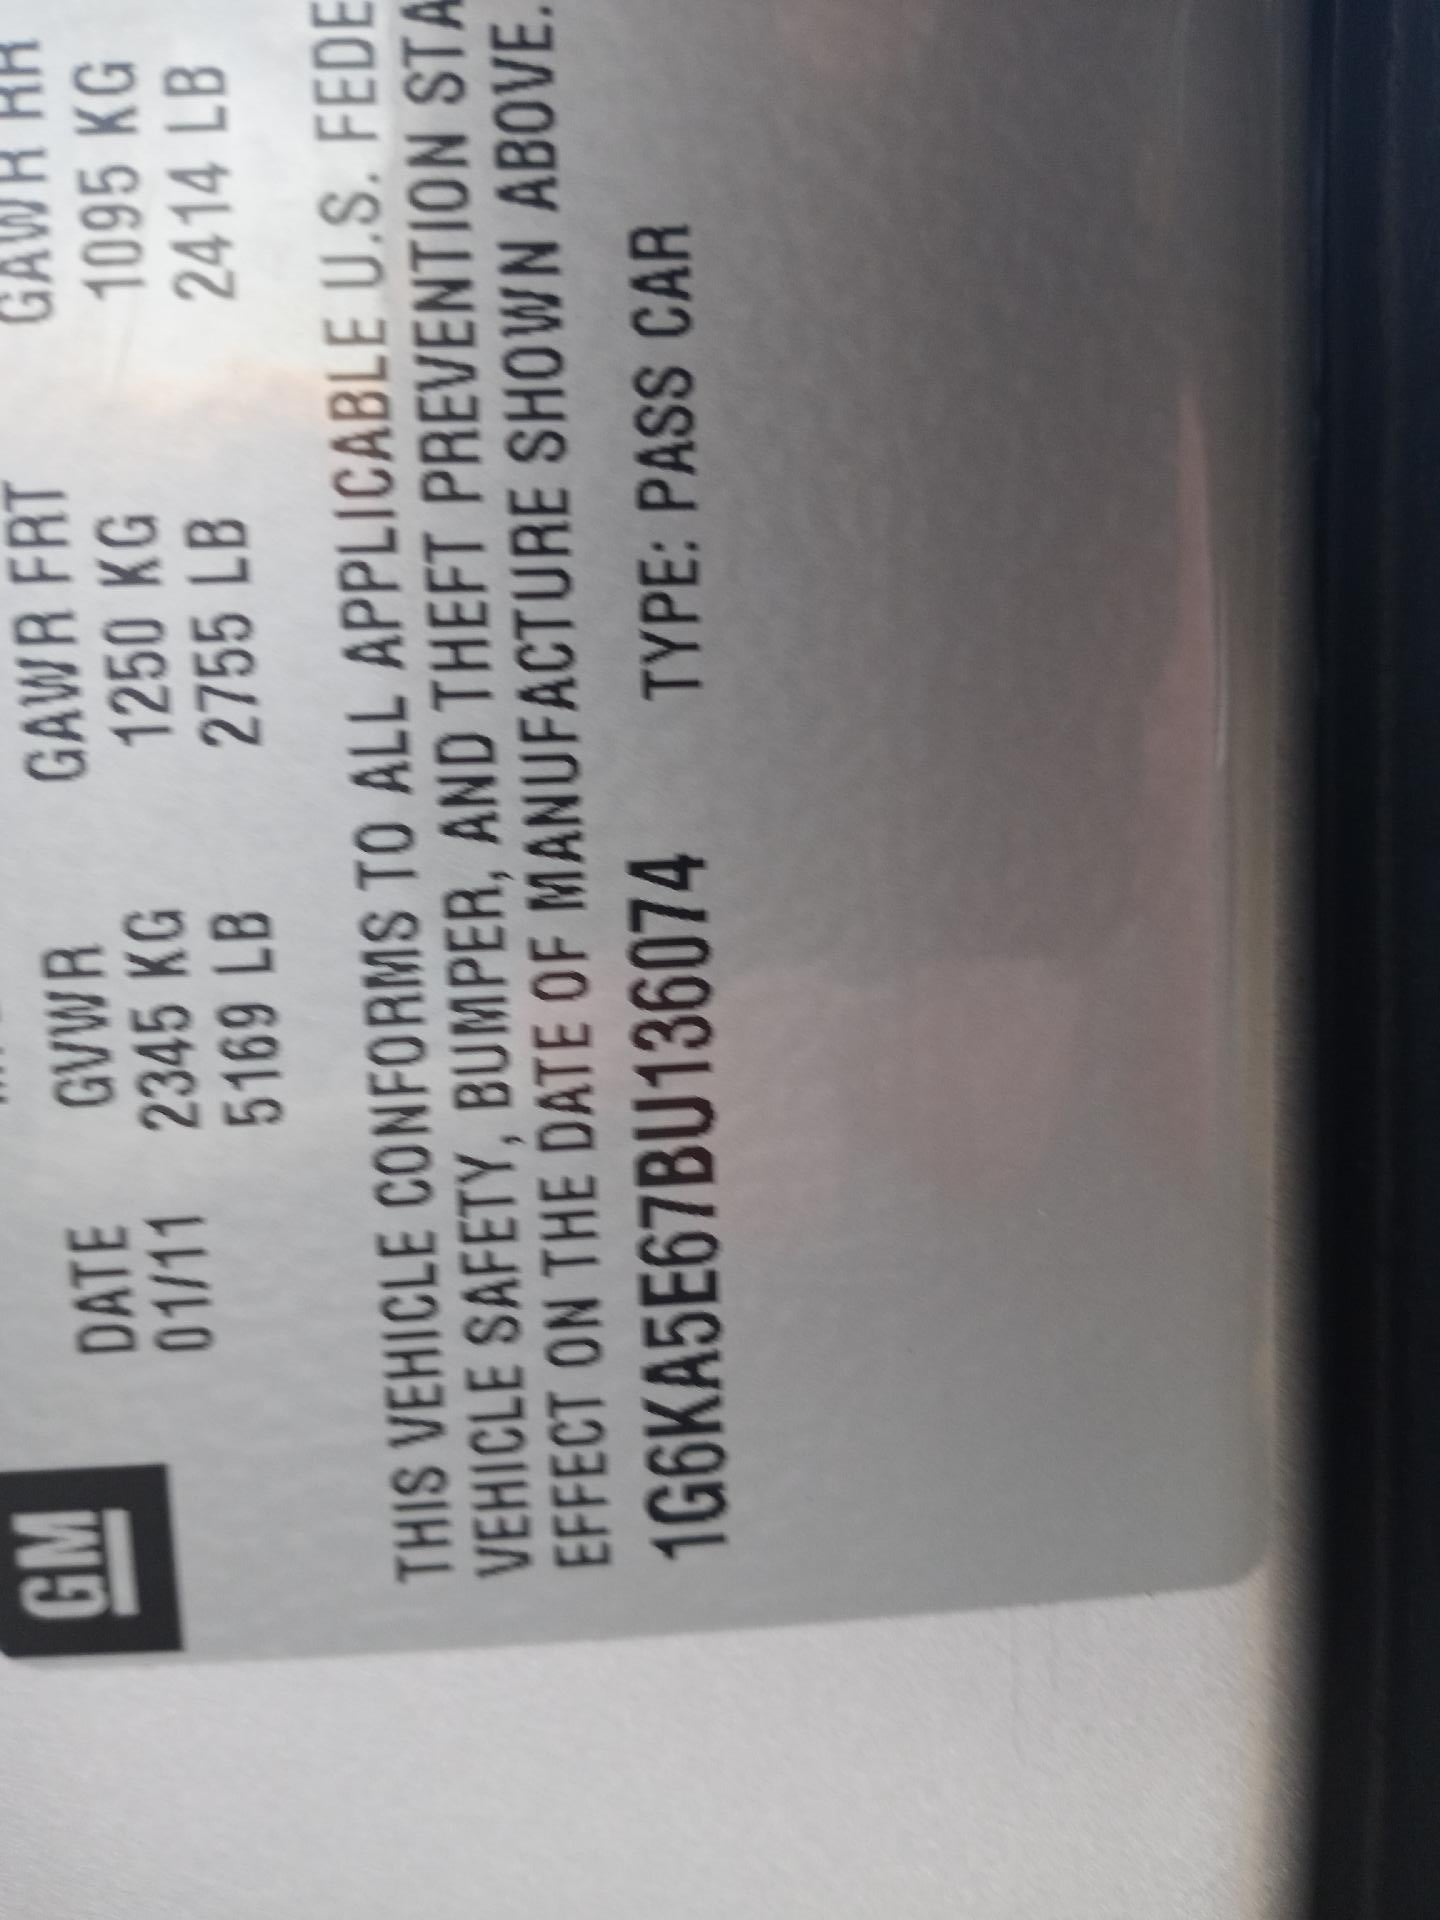 GM
DATE GVWR GAWR FRT GAWR RR
01/11 2345 KG 1250 KG 1095 KG
5169 LB 2755 LB 2414 LB
THIS VEHICLE CONFORMS TO ALL APPLICABLE U.S. FEDE
VEHICLE SAFETY, BUMPER, AND THEFT PREVENTION STA
EFFECT ON THE DATE OF MANUFACTURE SHOWN ABOVE.
1G6KA5E67BU136074 TYPE: PASS CAR